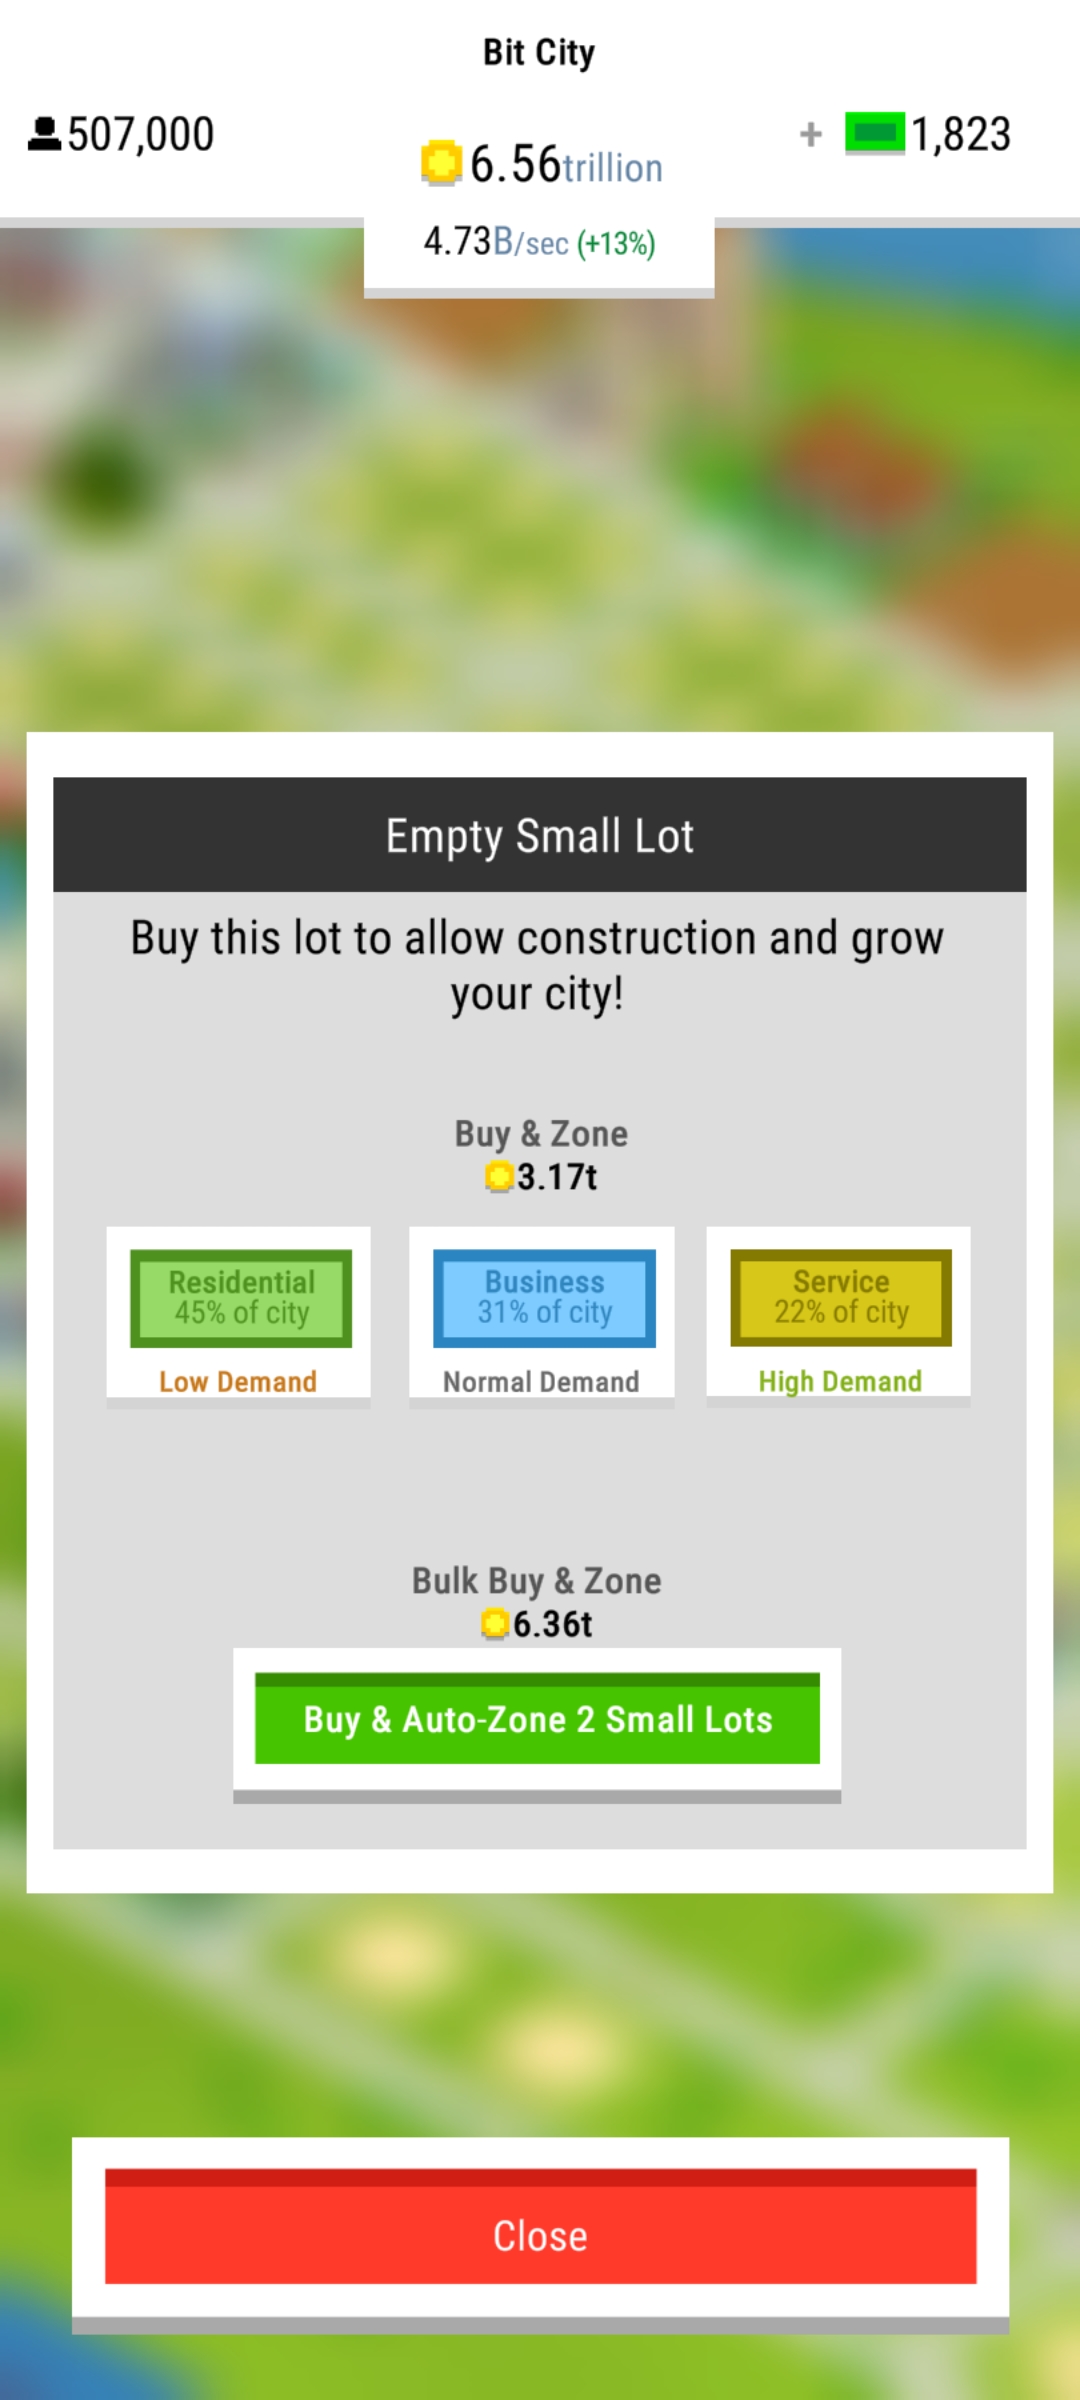 Bit City
507,000
6.56trillion
+ 1,823
4.73B/sec (+13%)
Empty Small Lot
Buy this lot to allow construction and grow
your city!
Buy & Zone
3.17t
Residential
45% of city
Low Demand
Business
31% of city
Normal Demand
Service
22% of city
High Demand
Bulk Buy & Zone
6.36t
Buy & Auto-Zone 2 Small Lots
Close